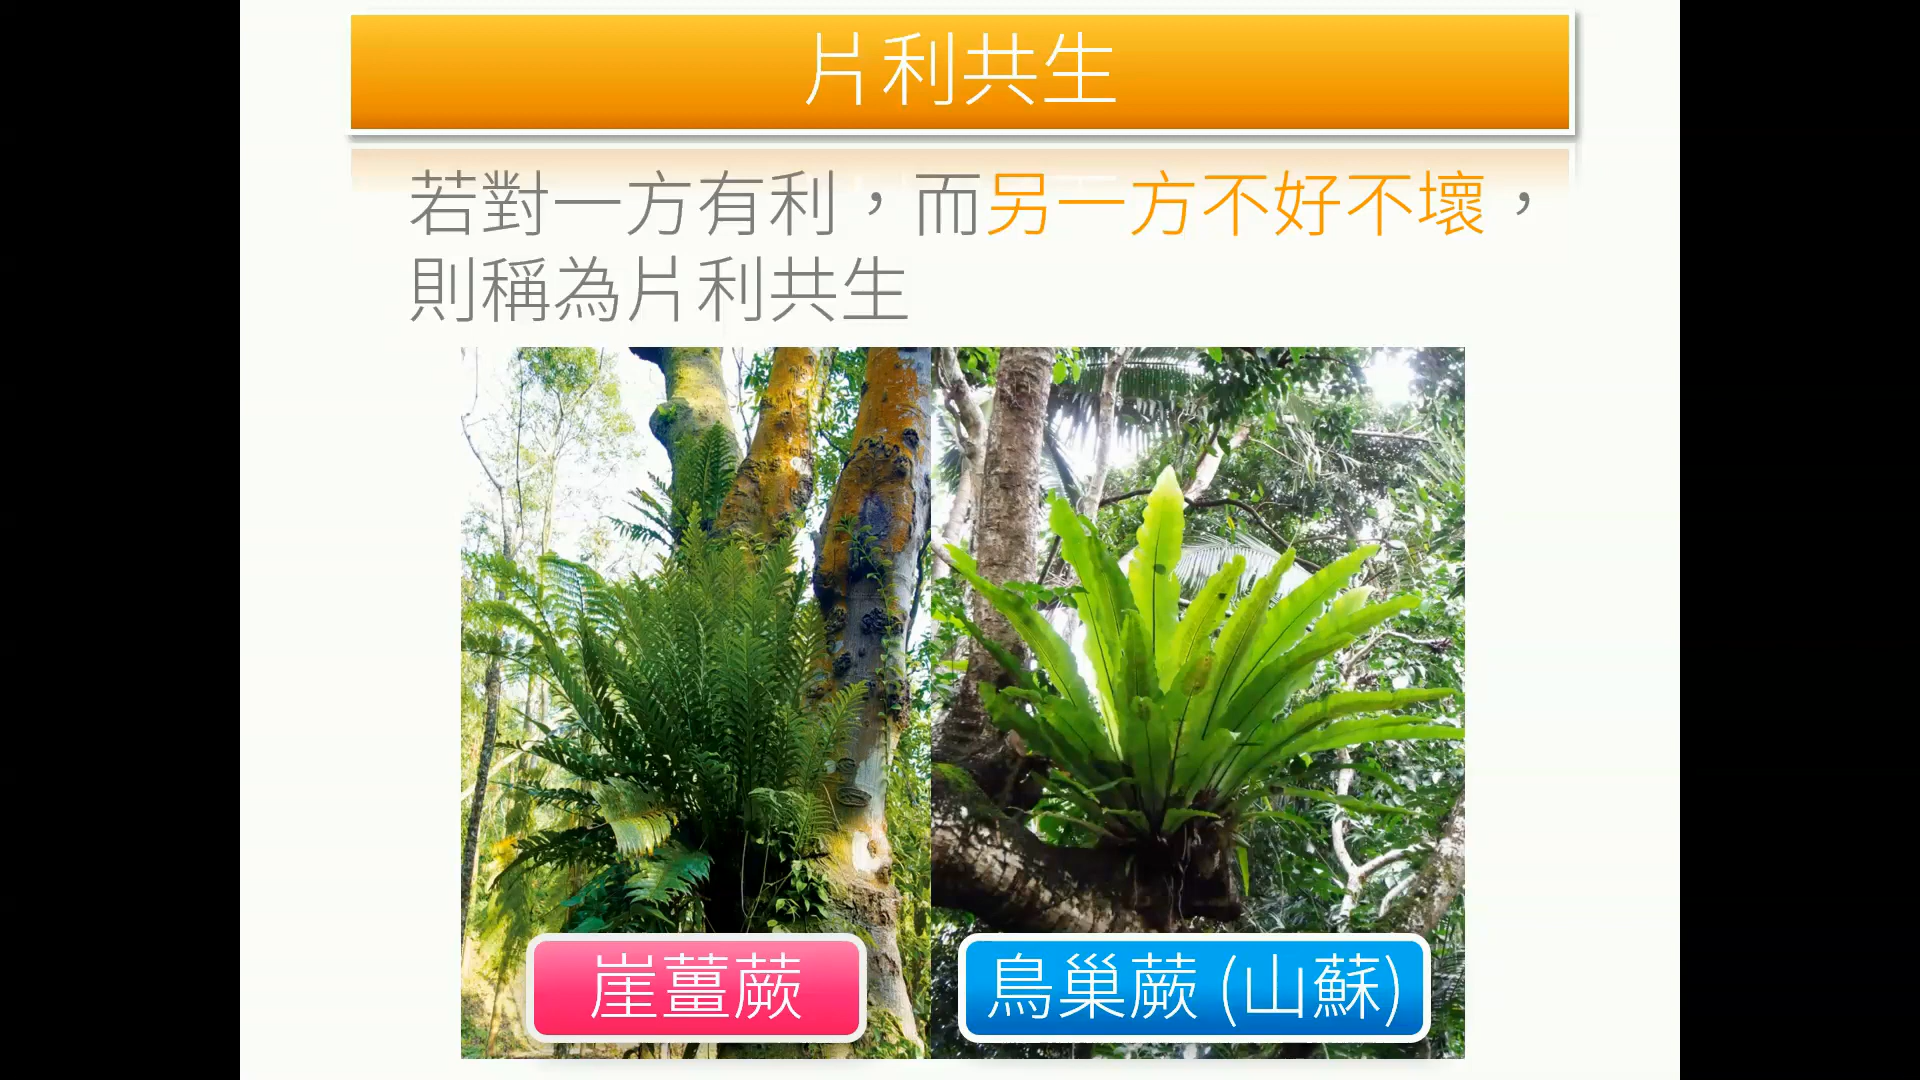 片利共生
若對一方有利，而另一方不好不壞，
則稱為片利共生
崖薑蕨
鳥巢蕨 (山蘇)